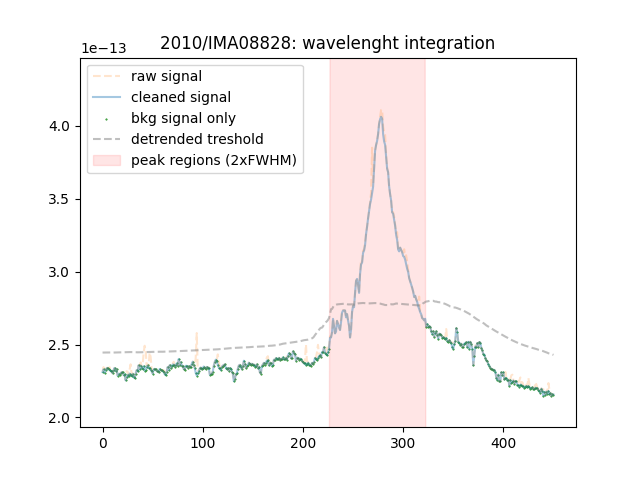 2010/IMA08828: wavelenght integration
1e−13
raw signal
cleaned signal
bkg signal only
detrended treshold
peak regions (2xFWHM)
4.0
3.5
3.0
2.5
2.0
0 100 200 300 400